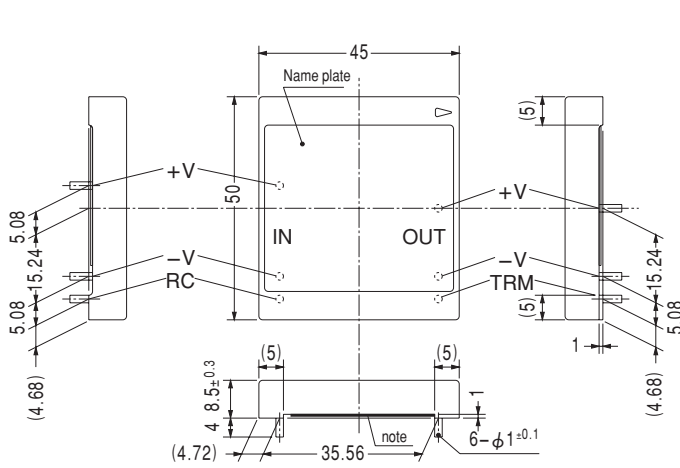 45
Name plate
(5)
+V
+V
50
5.08
IN
OUT
15.24
15.24
−V
−V
RC
TRM
5.08
(5)
5.08
1
(4.68)
(4.68)
(5)
(5)
8.5±0.3
1
4
note
6−ϕ1±0.1
(4.72)
35.56